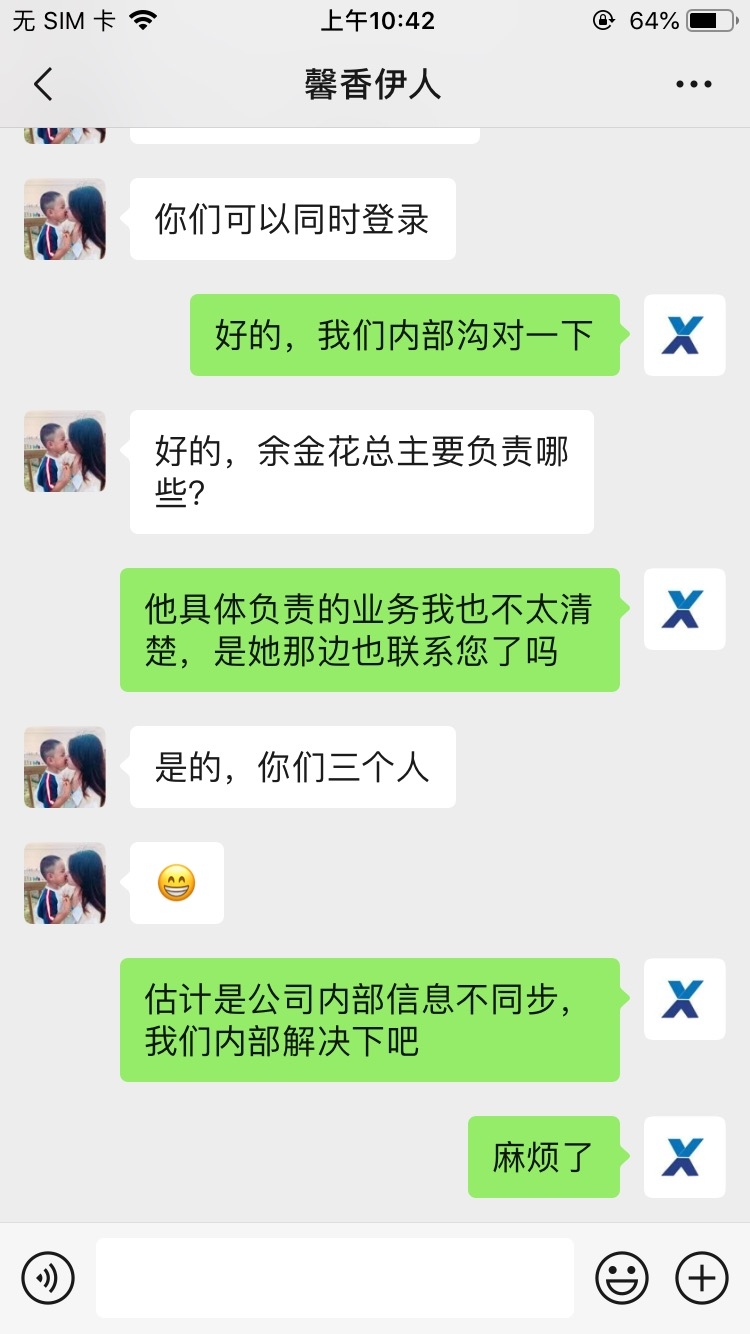 无 SIM 卡
上午10:42
64%
馨香伊人
你们可以同时登录
好的，我们内部沟对一下
好的，余金花总主要负责哪
些?
他具体负责的业务我也不太清
楚，是她那边也联系您了吗
是的，你们三个人
估计是公司内部信息不同步，
我们内部解决下吧
麻烦了